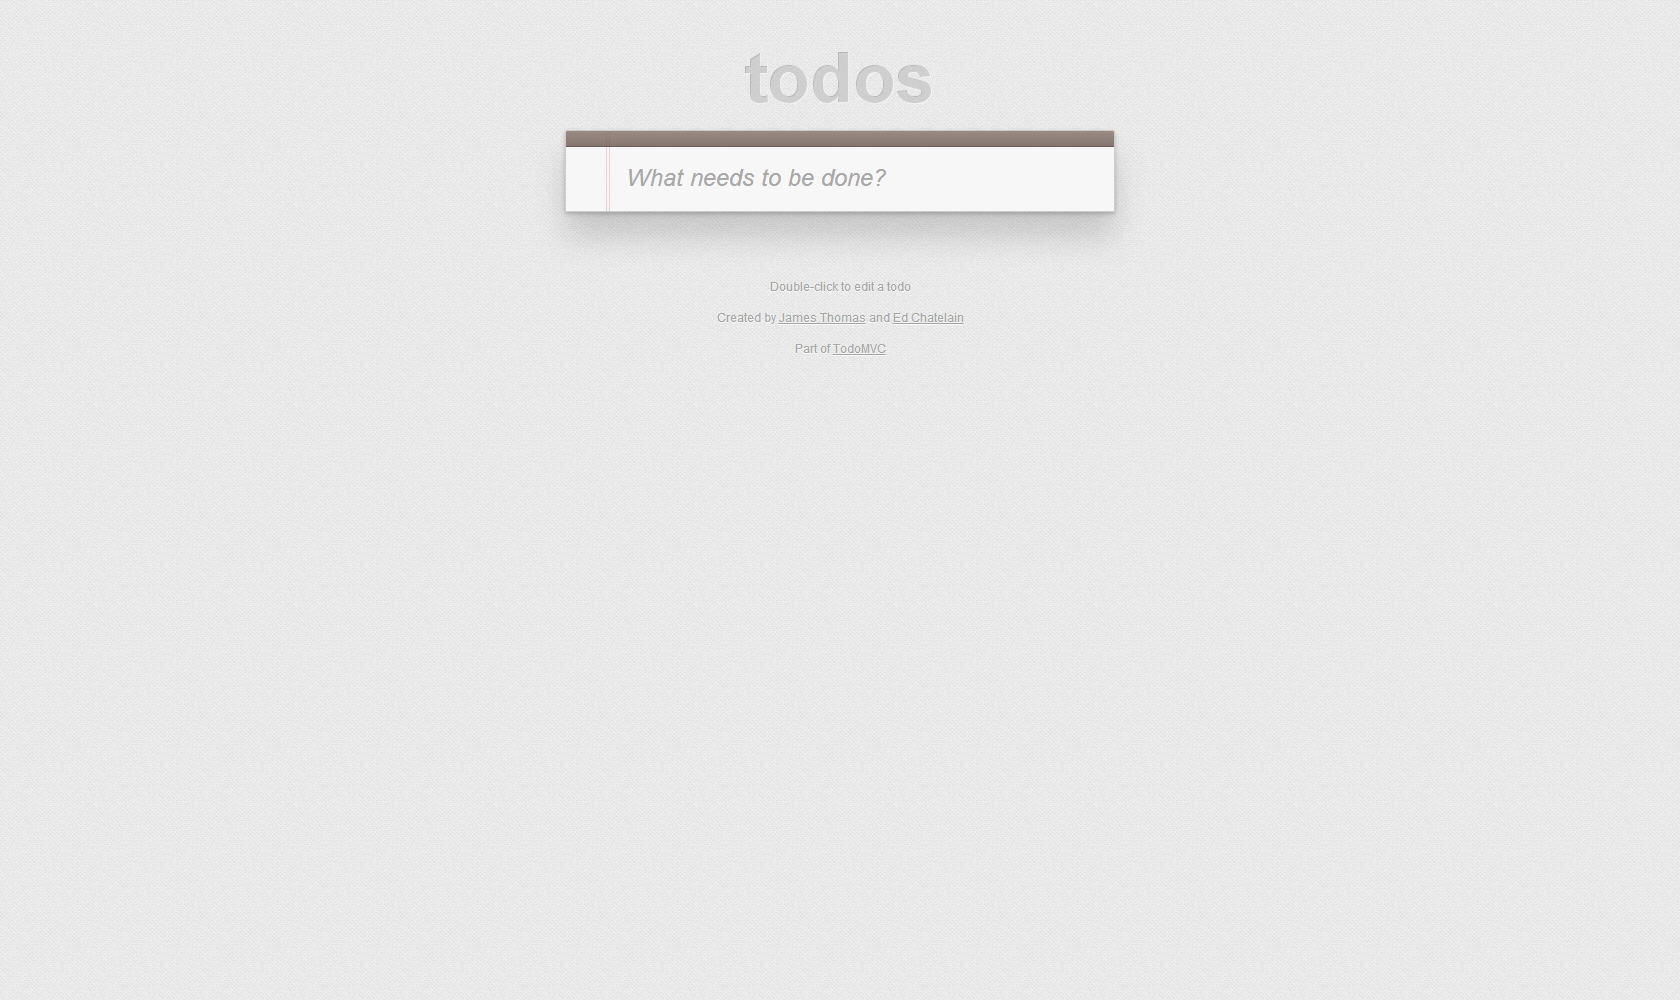 todos
What needs to be done?
Double-click to edit a todo
Created by James Thomas and Ed Chatelain
Part of TodoMVC